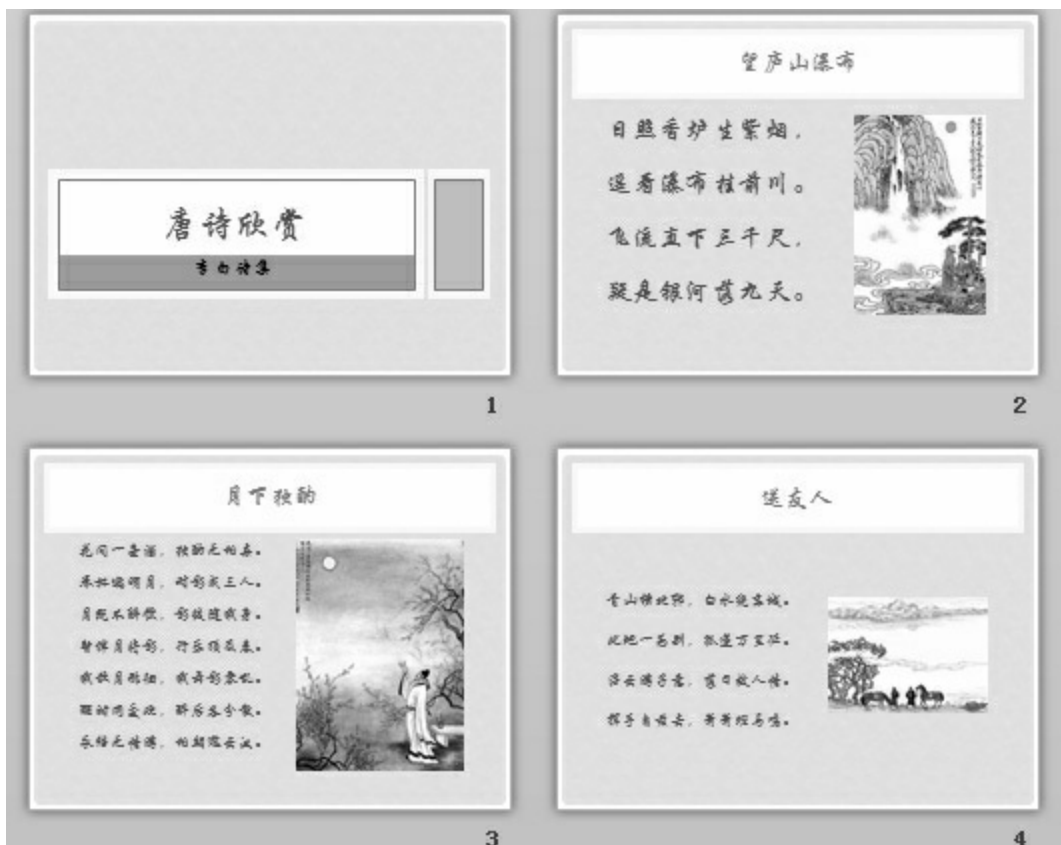 唐诗欣赏
李白诗集
1
望庐山瀑布
日照香炉生紫烟，
遥看瀑布挂前川。
飞流直下三千尺，
疑是银河落九天。
2
月下独酌
花间一壶酒，独酌无相亲。
举杯邀明月，对影成三人。
月既不解饮，影徒随我身。
暂伴月将影，行乐须及春。
我歌月徘徊，我舞影零乱。
醒时同交欢，醉后各分散。
永结无情游，相期邈云汉。
3
送友人
青山横北郭，白水绕东城。
此地一为别，孤蓬万里征。
浮云游子意，落日故人情。
挥手自兹去，萧萧班马鸣。
4